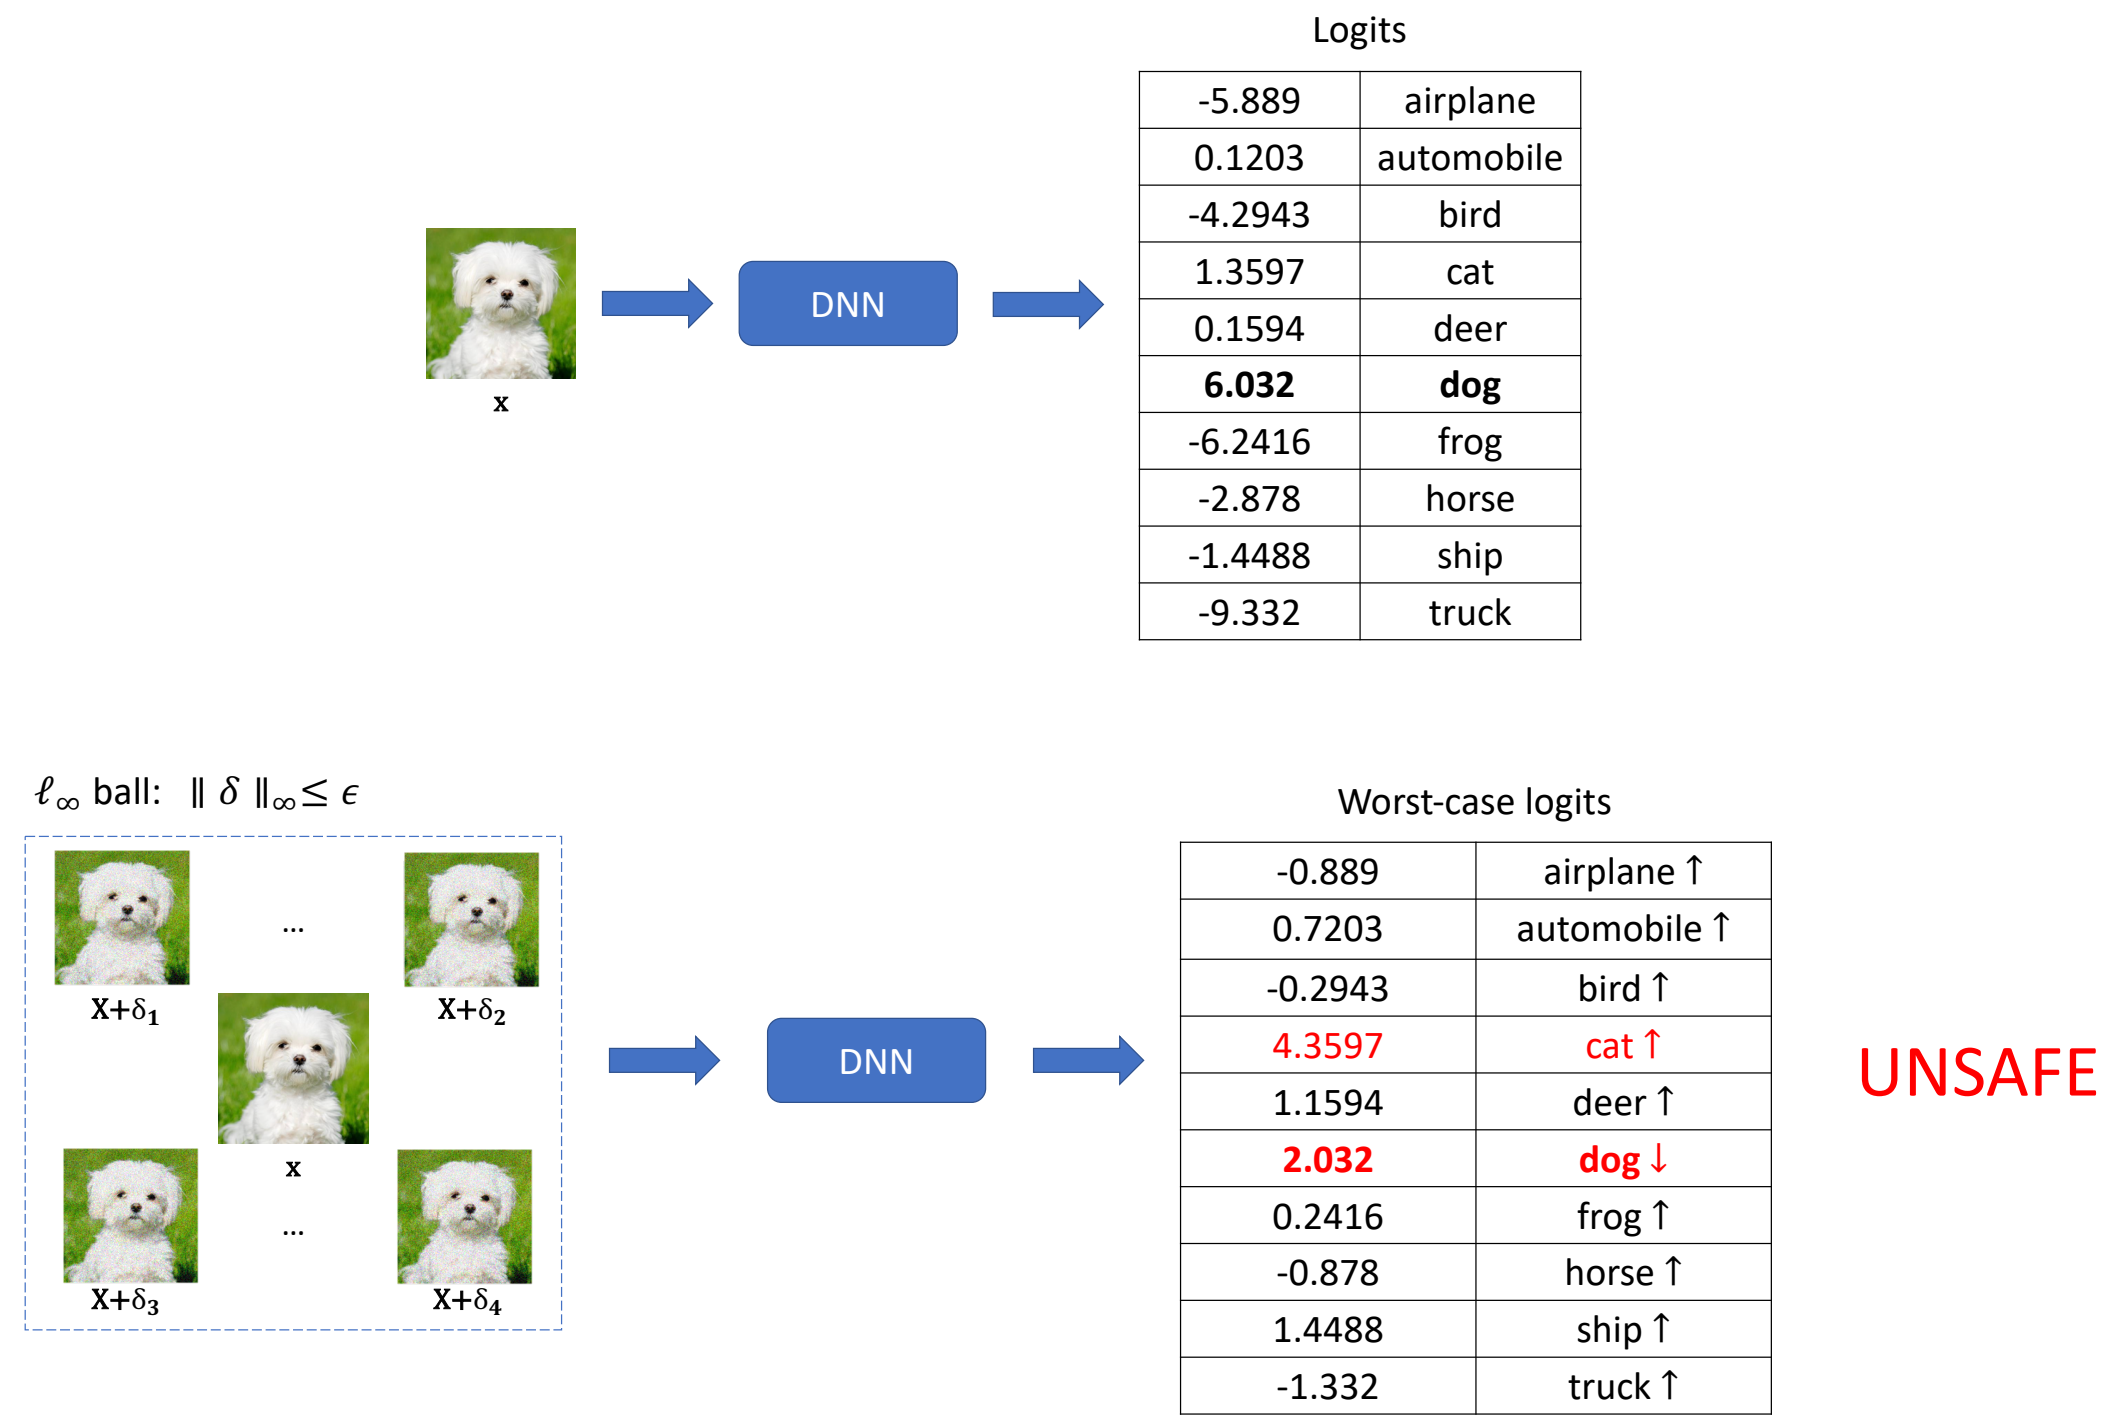 Logits
-5.889 airplane
0.1203 automobile
-4.2943 bird
1.3597 cat
0.1594 deer
6.032 dog
-6.2416 frog
-2.878 horse
-1.4488 ship
-9.332 truck
x
DNN
ℓ∞ ball: ‖ δ ‖∞≤ ϵ
X+δ1
...
X+δ2
x
X+δ3
...
X+δ4
DNN
Worst-case logits
-0.889 airplane ↑
0.7203 automobile ↑
-0.2943 bird ↑
4.3597 cat ↑
1.1594 deer ↑
2.032 dog ↓
0.2416 frog ↑
-0.878 horse ↑
1.4488 ship ↑
-1.332 truck ↑
UNSAFE